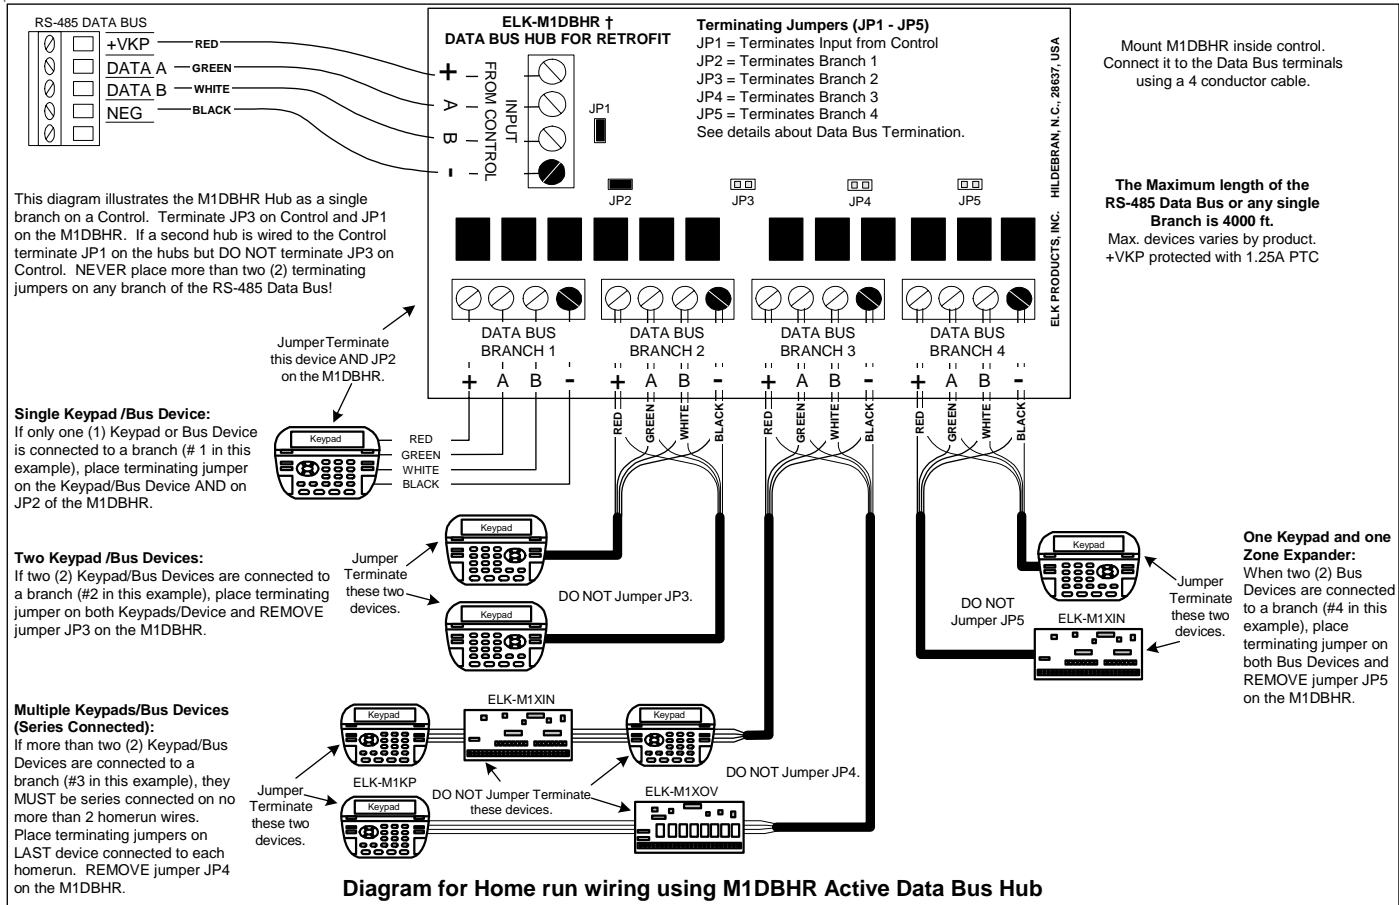 RS-485 DATA BUS
+VKP
RED
DATA A
GREEN
DATA B
WHITE
NEG
BLACK
ELK-M1DBHR †
DATA BUS HUB FOR RETROFIT
+
A
B
-
FROM CONTROL
INPUT
JP1
Terminating Jumpers (JP1 - JP5)
JP1 = Terminates Input from Control
JP2 = Terminates Branch 1
JP3 = Terminates Branch 2
JP4 = Terminates Branch 3
JP5 = Terminates Branch 4
See details about Data Bus Termination.
JP2
JP3
JP4
JP5
ELK PRODUCTS, INC. HILDEBRAN, N.C., 28637, USA
Mount M1DBHR inside control.
Connect it to the Data Bus terminals
using a 4 conductor cable.
The Maximum length of the
RS-485 Data Bus or any single
Branch is 4000 ft.
Max. devices varies by product.
+VKP protected with 1.25A PTC
This diagram illustrates the M1DBHR Hub as a single
branch on a Control. Terminate JP3 on Control and JP1
on the M1DBHR. If a second hub is wired to the Control
terminate JP1 on the hubs but DO NOT terminate JP3 on
Control. NEVER place more than two (2) terminating
jumpers on any branch of the RS-485 Data Bus!
DATA BUS
BRANCH 1
+ A B -
DATA BUS
BRANCH 2
+ A B -
DATA BUS
BRANCH 3
+ A B -
DATA BUS
BRANCH 4
+ A B -
RED
GREEN
WHITE
BLACK
RED
GREEN
WHITE
BLACK
RED
GREEN
WHITE
BLACK
Jumper Terminate
this device AND JP2
on the M1DBHR.
Single Keypad /Bus Device:
If only one (1) Keypad or Bus Device
is connected to a branch (# 1 in this
example), place terminating jumper
on the Keypad/Bus Device AND on
JP2 of the M1DBHR.
Keypad
RED
GREEN
WHITE
BLACK
Two Keypad /Bus Devices:
If two (2) Keypad/Bus Devices are connected to
a branch (#2 in this example), place terminating
jumper on both Keypads/Device and REMOVE
jumper JP3 on the M1DBHR.
Jumper
Terminate
these two
devices.
Keypad
Keypad
DO NOT Jumper JP3.
DO NOT
Jumper JP5
Keypad
ELK-M1XIN
Jumper
Terminate
these two
devices.
One Keypad and one
Zone Expander:
When two (2) Bus
Devices are connected
to a branch (#4 in this
example), place
terminating jumper on
both Bus Devices and
REMOVE jumper JP5
on the M1DBHR.
Multiple Keypads/Bus Devices
(Series Connected):
If more than two (2) Keypad/Bus
Devices are connected to a
branch (#3 in this example), they
MUST be series connected on no
more than 2 homerun wires.
Place terminating jumpers on
LAST device connected to each
homerun. REMOVE jumper JP4
on the M1DBHR.
Jumper
Terminate
these two
devices.
Keypad
ELK-M1XIN
Keypad
ELK-M1KP
Keypad
DO NOT Jumper Terminate
these devices.
ELK-M1XOV
DO NOT Jumper JP4.
Diagram for Home run wiring using M1DBHR Active Data Bus Hub